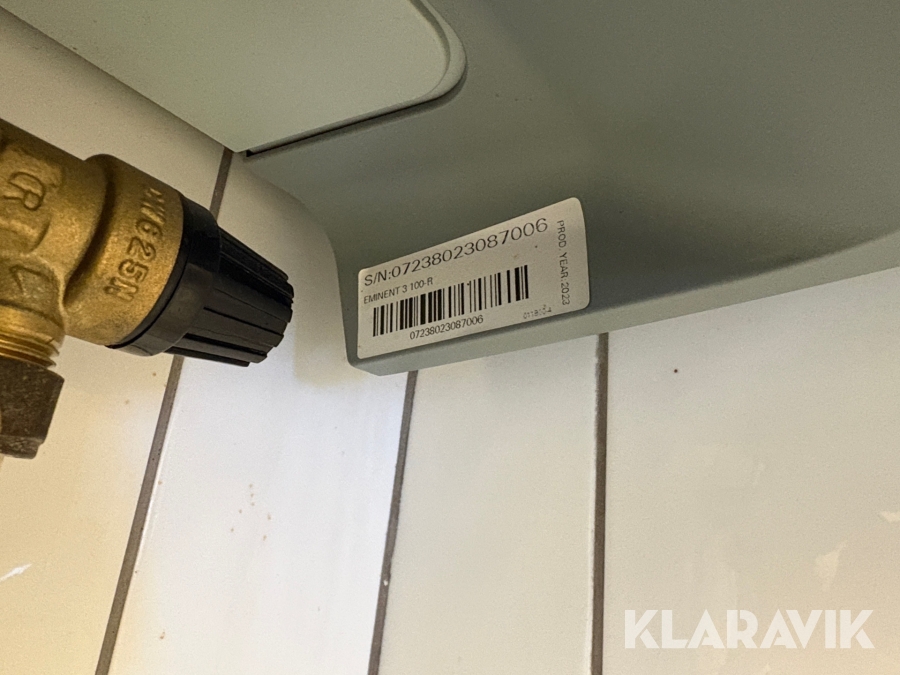 S/N:07238023087006
EMINENT 3 100-R
07238023087006
PROD. YEAR.2023
KLARAVIK